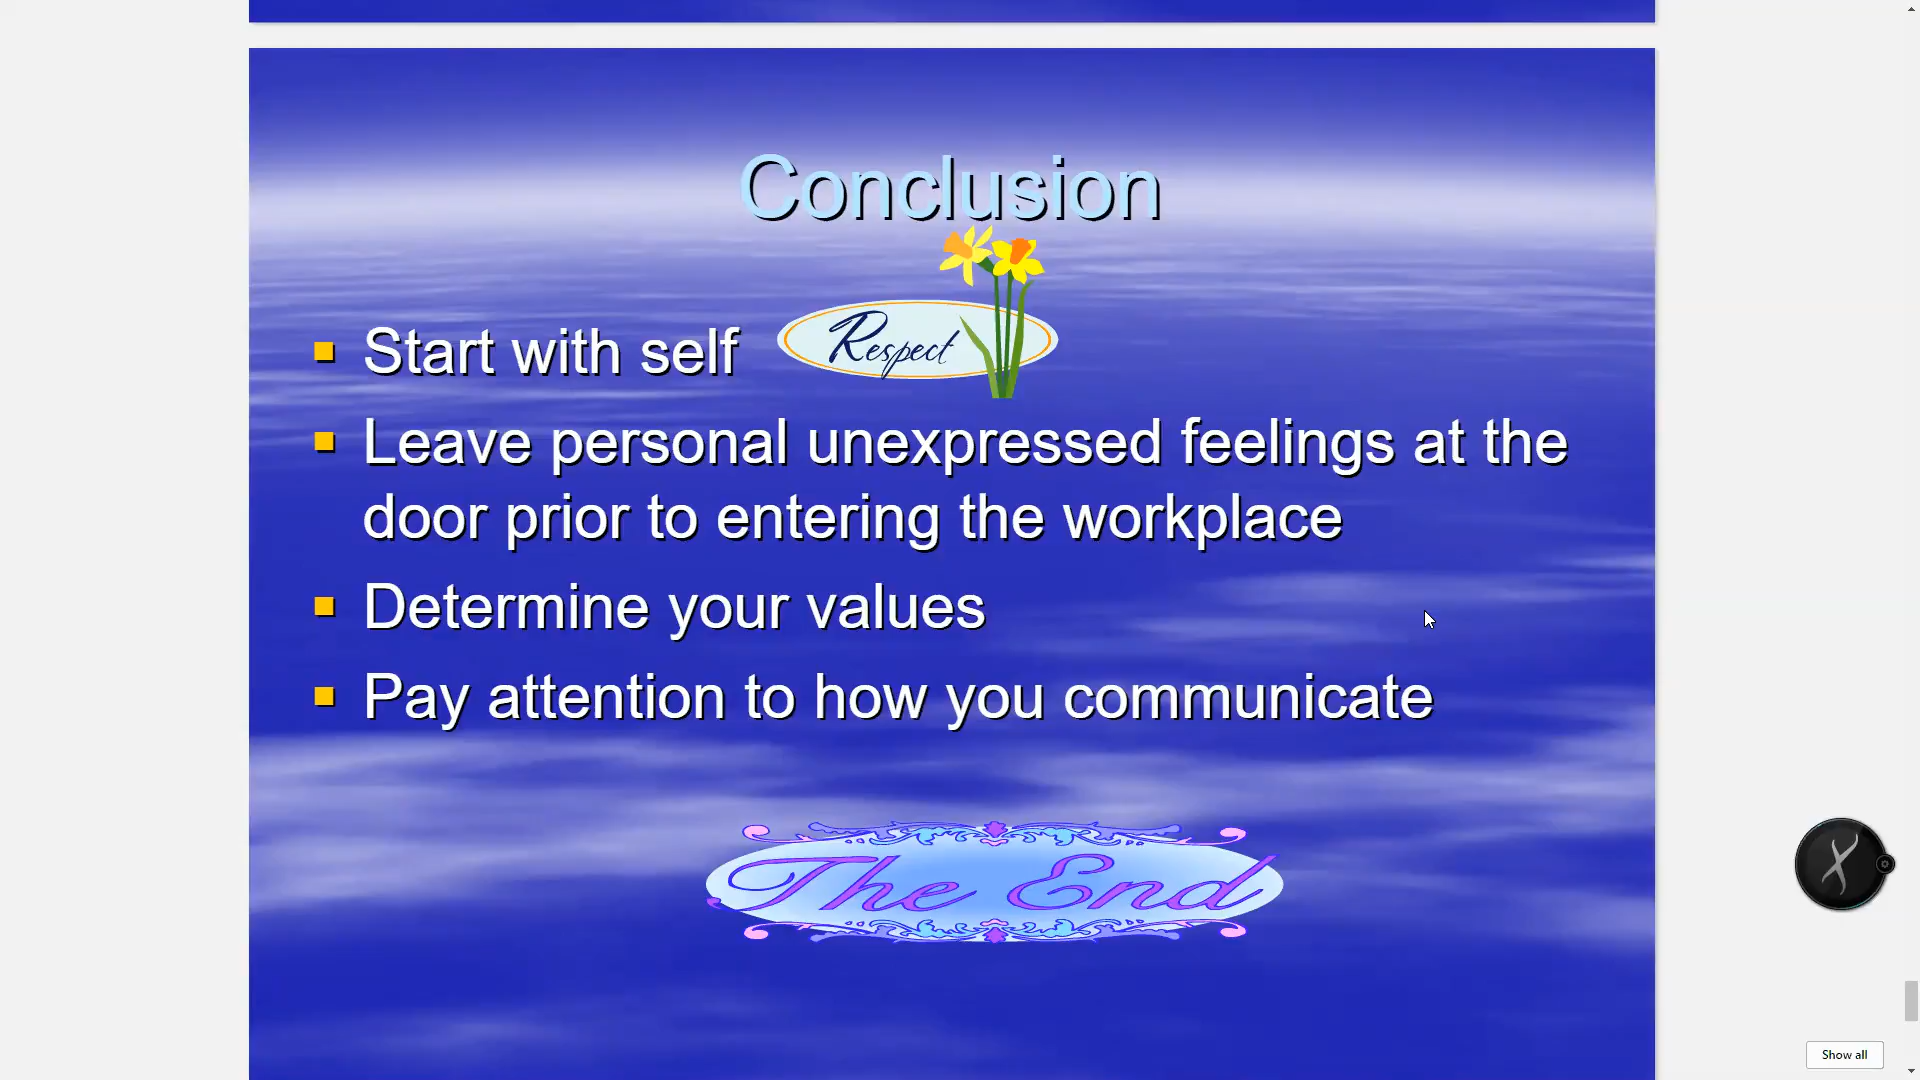 Conclusion
Start with self
Respect
Leave personal unexpressed feelings at the
door prior to entering the workplace
Determine your values
Pay attention to how you communicate
The End
Show all